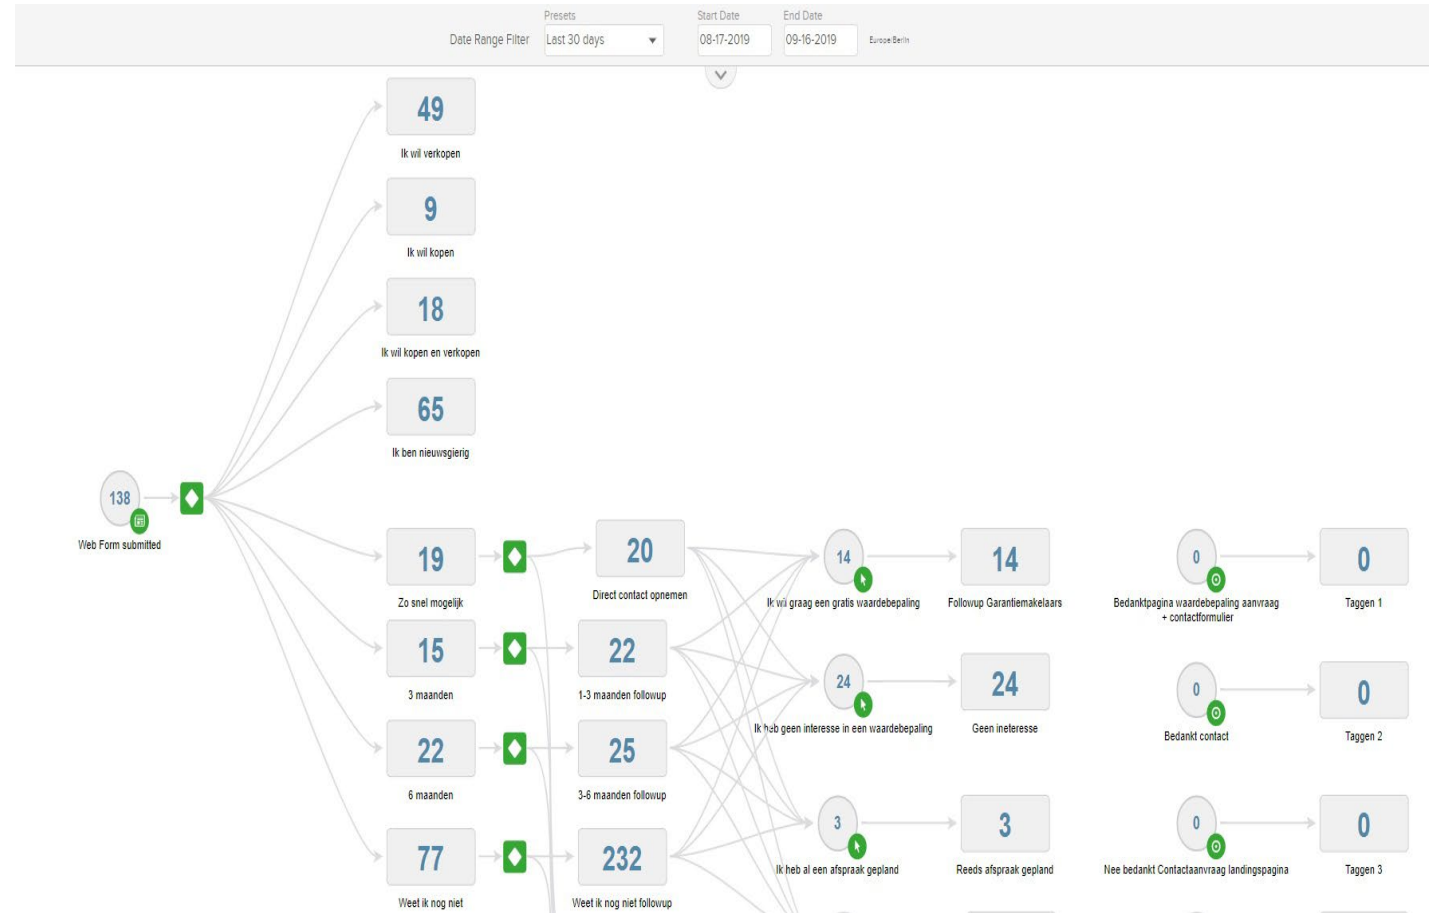 Presets
Start Date
End Date
Date Range Filter
Last 30 days
08-17-2019
09-16-2019
Europe/Berlin
49
Ik wil verkopen
9
Ik wil kopen
18
Ik wil kopen en verkopen
65
Ik ben nieuwsgierig
138
Web Form submitted
19
Zo snel mogelijk
20
Direct contact opnemen
14
Ik wil graag een gratis waardebepaling
14
Followup Garantiemakelaars
0
Bedanktpagina waardebepaling aanvraag
+ contactformulier
0
Taggen 1
15
3 maanden
22
1-3 maanden followup
24
Ik heb geen interesse in een waardebepaling
24
Geen ineteresse
0
Bedankt contact
0
Taggen 2
22
6 maanden
25
3-6 maanden followup
3
Ik heb al een afspraak gepland
3
Reeds afspraak gepland
0
Nee bedankt Contactaanvraag landingspagina
0
Taggen 3
77
Weet ik nog niet
232
Weet ik nog niet followup